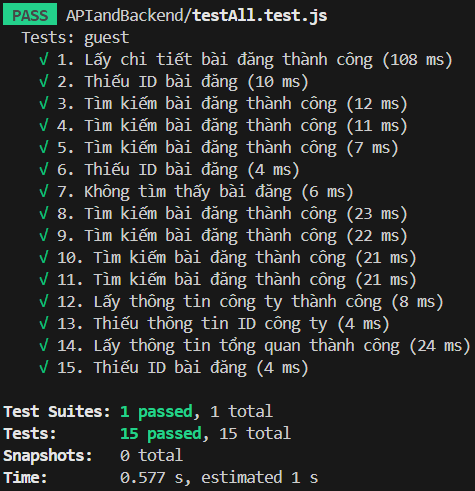 PASS APIandBackend/testAll.test.js
Tests: guest
√ 1. Lấy chi tiết bài đăng thành công (108 ms)
√ 2. Thiếu ID bài đăng (10 ms)
√ 3. Tìm kiếm bài đăng thành công (12 ms)
√ 4. Tìm kiếm bài đăng thành công (11 ms)
√ 5. Tìm kiếm bài đăng thành công (7 ms)
√ 6. Thiếu ID bài đăng (4 ms)
√ 7. Không tìm thấy bài đăng (6 ms)
√ 8. Tìm kiếm bài đăng thành công (23 ms)
√ 9. Tìm kiếm bài đăng thành công (22 ms)
√ 10. Tìm kiếm bài đăng thành công (21 ms)
√ 11. Tìm kiếm bài đăng thành công (21 ms)
√ 12. Lấy thông tin công ty thành công (8 ms)
√ 13. Thiếu thông tin ID công ty (4 ms)
√ 14. Lấy thông tin tổng quan thành công (24 ms)
√ 15. Thiếu ID bài đăng (4 ms)
Test Suites: 1 passed, 1 total
Tests: 15 passed, 15 total
Snapshots: 0 total
Time: 0.577 s, estimated 1 s